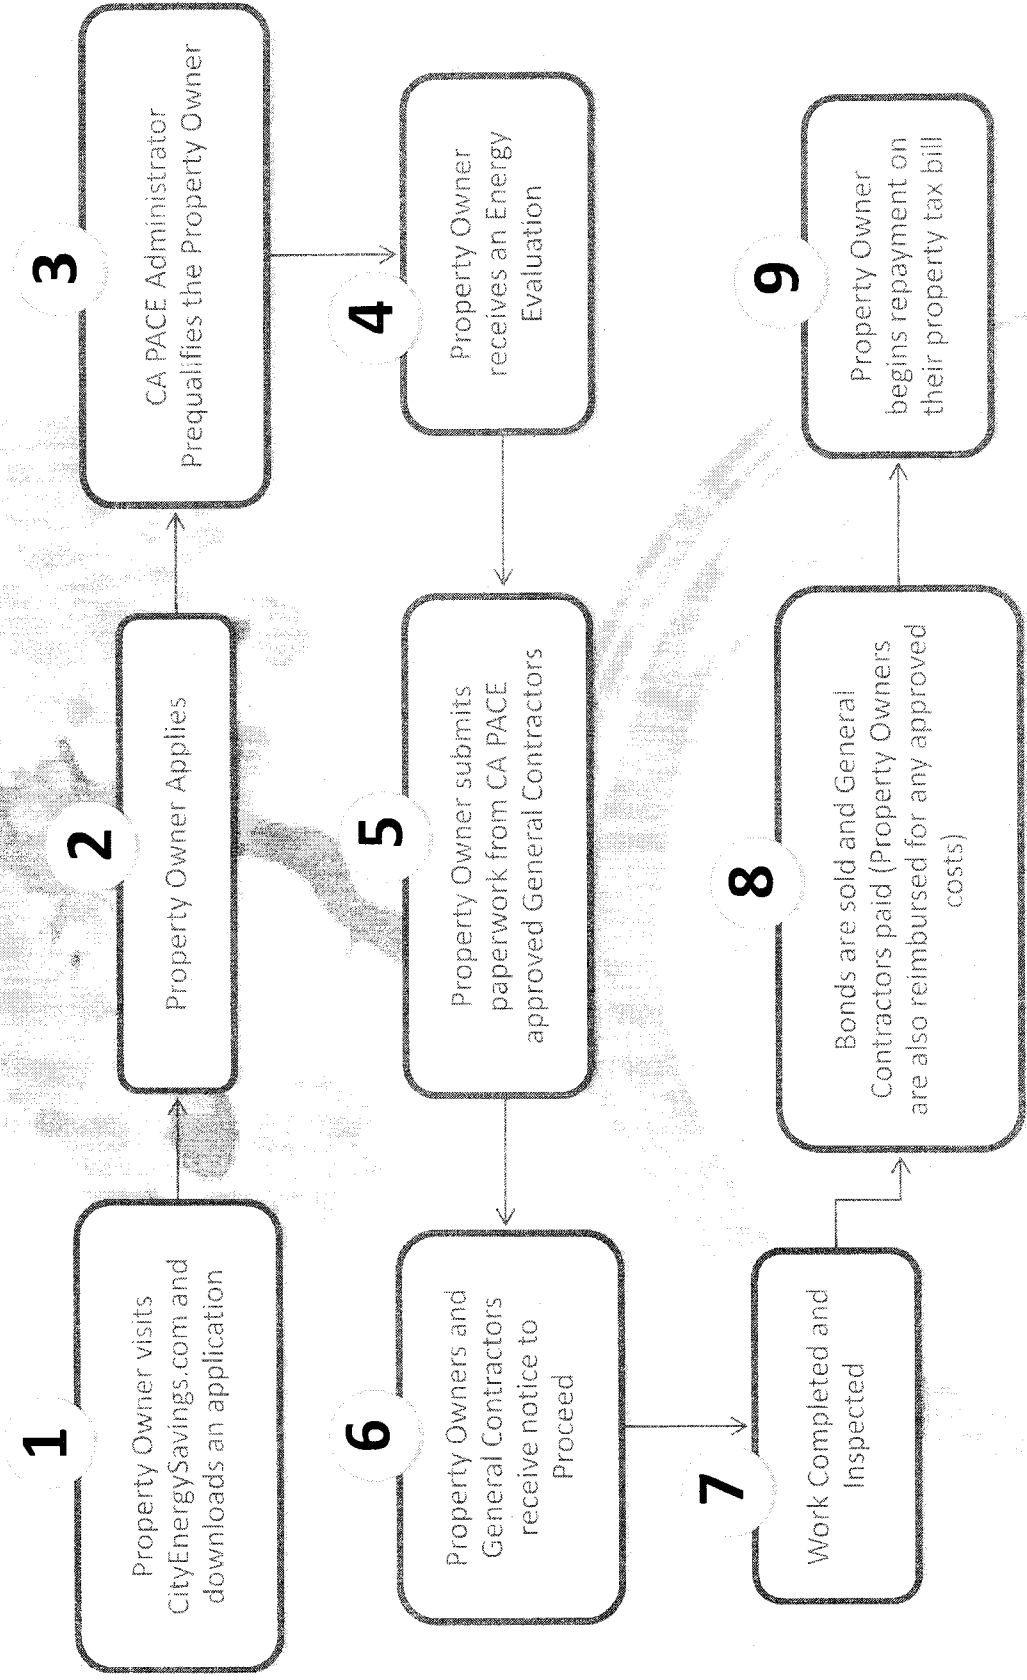 1
Property Owner visits
CityEnergySavings.com and
downloads an application
2
Property Owner Applies
3
CA PACE Administrator
Prequalifies the Property Owner
4
Property Owner
receives an Energy
Evaluation
5
Property Owner submits
paperwork from CA PACE
approved General Contractors
6
Property Owners and
General Contractors
receive notice to
Proceed
7
Work Completed and
Inspected
8
Bonds are sold and General
Contractors paid (Property Owners
are also reimbursed for any approved
costs)
9
Property Owner
begins repayment on
their property tax bill